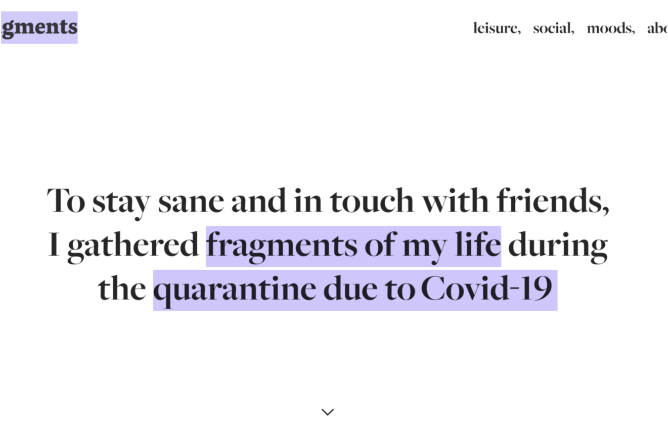 gments
leisure, social, moods, abo
To stay sane and in touch with friends,
I gathered fragments of my life during
the quarantine due to Covid-19